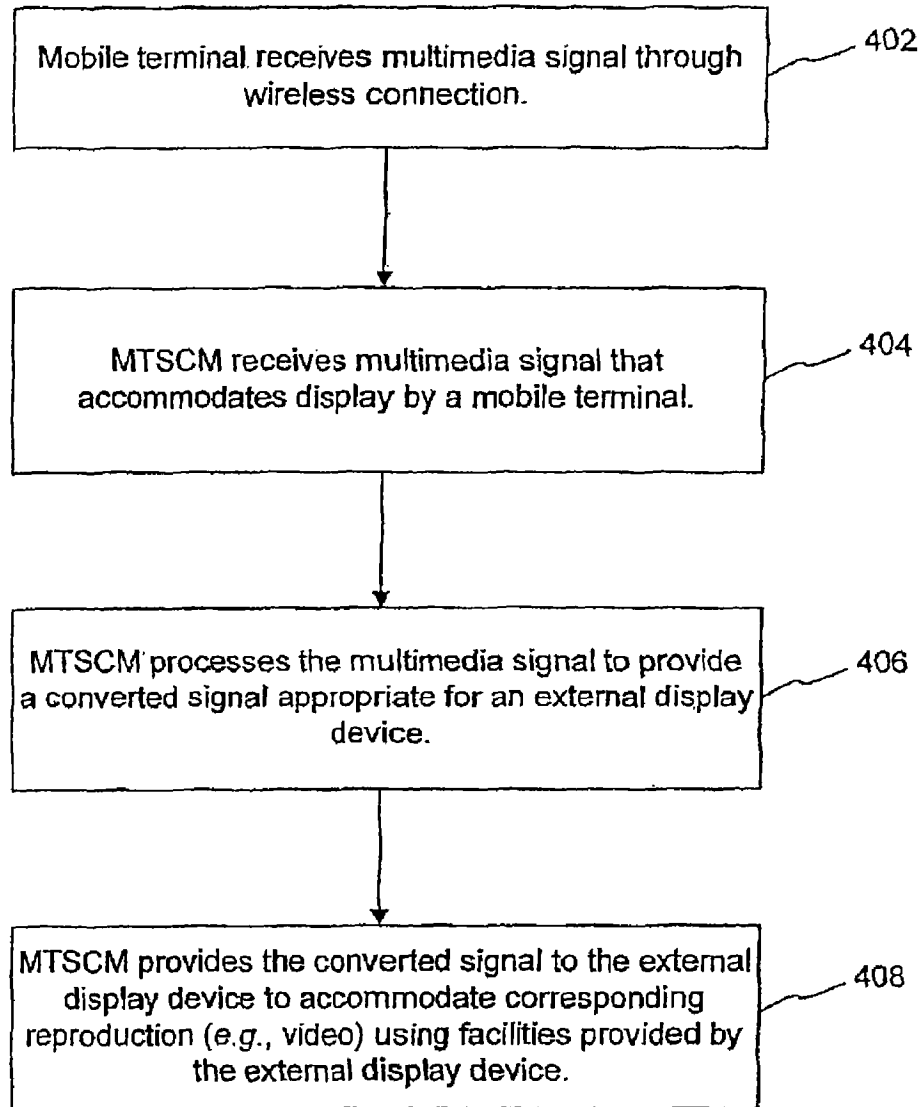 Mobile terminal receives multimedia signal through
wireless connection.
402
MTSCM receives multimedia signal that
accommodates display by a mobile terminal.
404
MTSCM processes the multimedia signal to provide
a converted signal appropriate for an external display
device.
406
MTSCM provides the converted signal to the external
display device to accommodate corresponding
reproduction (e.g., video) using facilities provided by
the external display device.
408